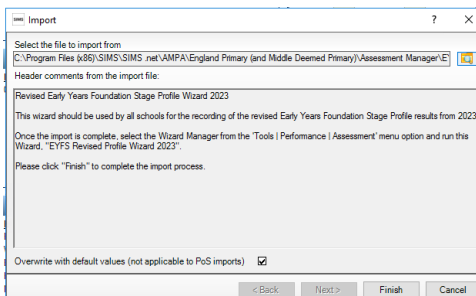 SIMS Import ? ×
Select the file to import from
C:\Program Files (x86)\SIMS\SIMS .net\AMPA\England Primary (and Middle Deemed Primary)\Assessment Manager\EY
Header comments from the import file:
Revised Early Years Foundation Stage Profile Wizard 2023
This wizard should be used by all schools for the recording of the revised Early Years Foundation Stage Profile results from 2023
Once the import is complete, select the Wizard Manager from the 'Tools | Performance | Assessment' menu option and run this
Wizard, "EYFS Revised Profile Wizard 2023".
Please click "Finish" to complete the import process.
Overwrite with default values (not applicable to PoS imports)
< Back Next > Finish Cancel